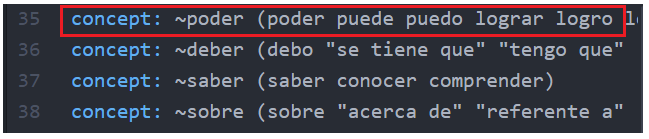 35 concept: ~poder (poder puede puedo lograr logro
36 concept: ~deber (debo "se tiene que" "tengo que"
37 concept: ~saber (saber conocer comprender)
38 concept: ~sobre (sobre "acerca de" "referente a"